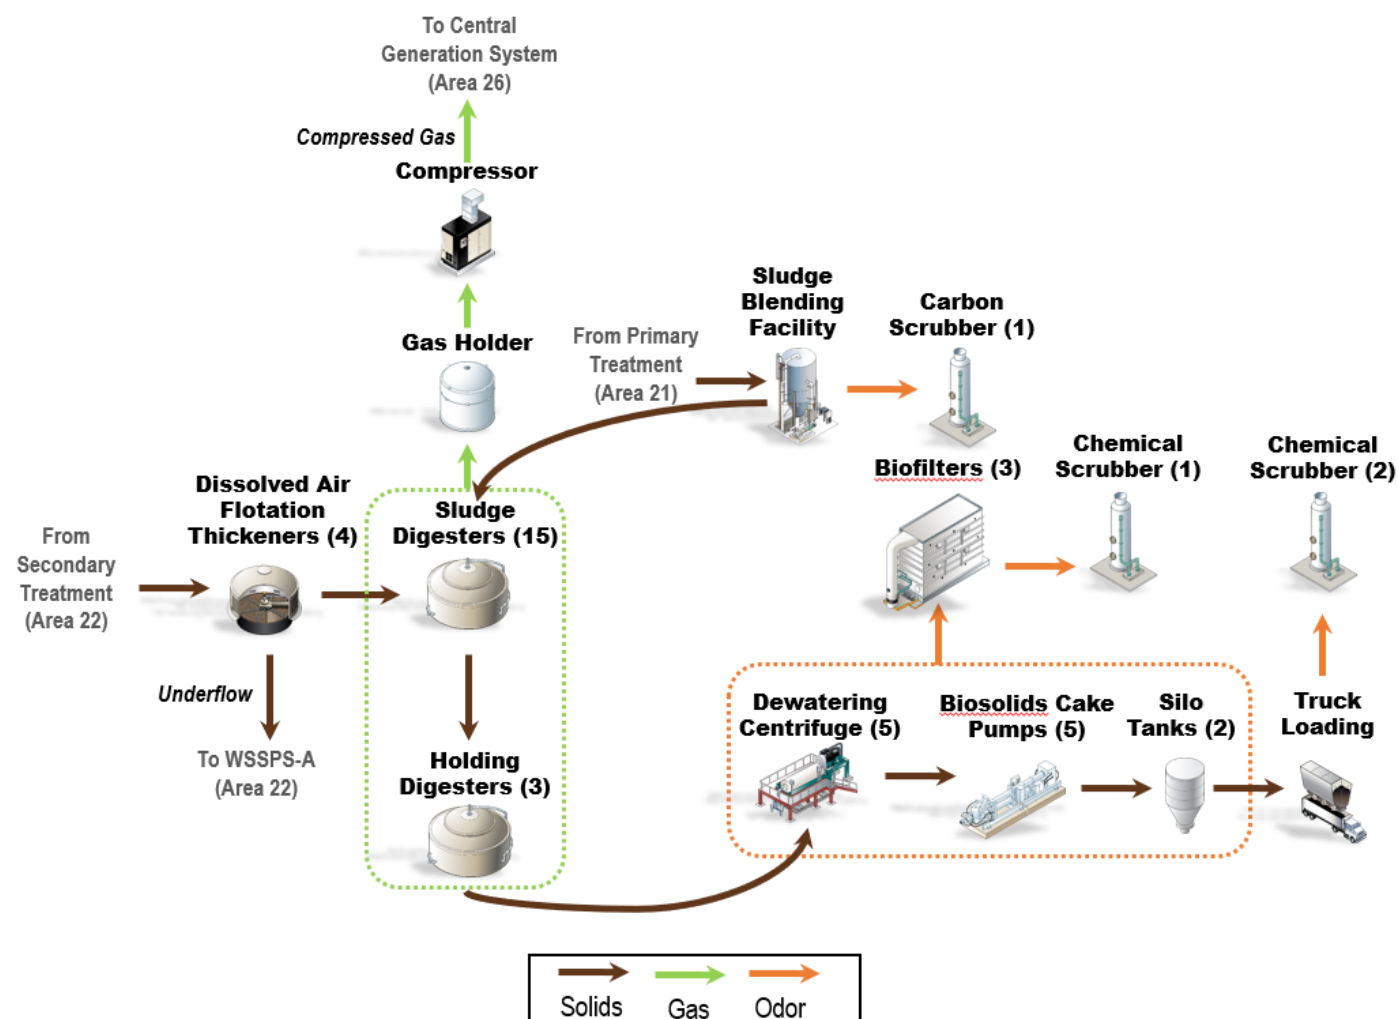 To Central
Generation System
(Area 26)
Compressed Gas
Compressor
Gas Holder
From Primary
Treatment
(Area 21)
Sludge
Blending
Facility
Carbon
Scrubber (1)
Biofilters (3)
Chemical
Scrubber (1)
Chemical
Scrubber (2)
From
Secondary
Treatment
(Area 22)
Dissolved Air
Flotation
Thickeners (4)
Sludge
Digesters (15)
Underflow
To WSSPS-A
(Area 22)
Holding
Digesters (3)
Dewatering
Centrifuge (5)
Biosolids Cake
Pumps (5)
Silo
Tanks (2)
Truck
Loading
Solids
Gas
Odor